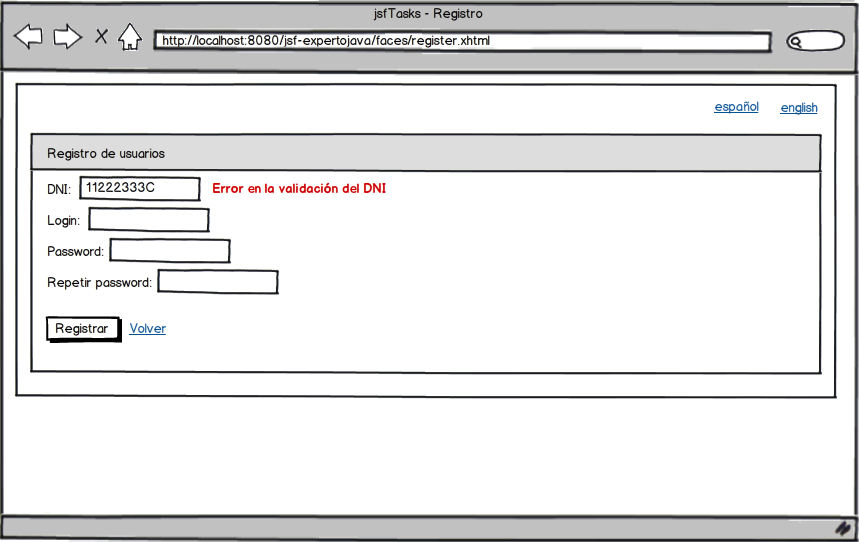 jsfTasks - Registro
http://localhost:8080/jsf-expertojava/faces/register.xhtml
español english
Registro de usuarios
DNI: 11222333C Error en la validación del DNI
Login:
Password:
Repetir password:
Registrar Volver